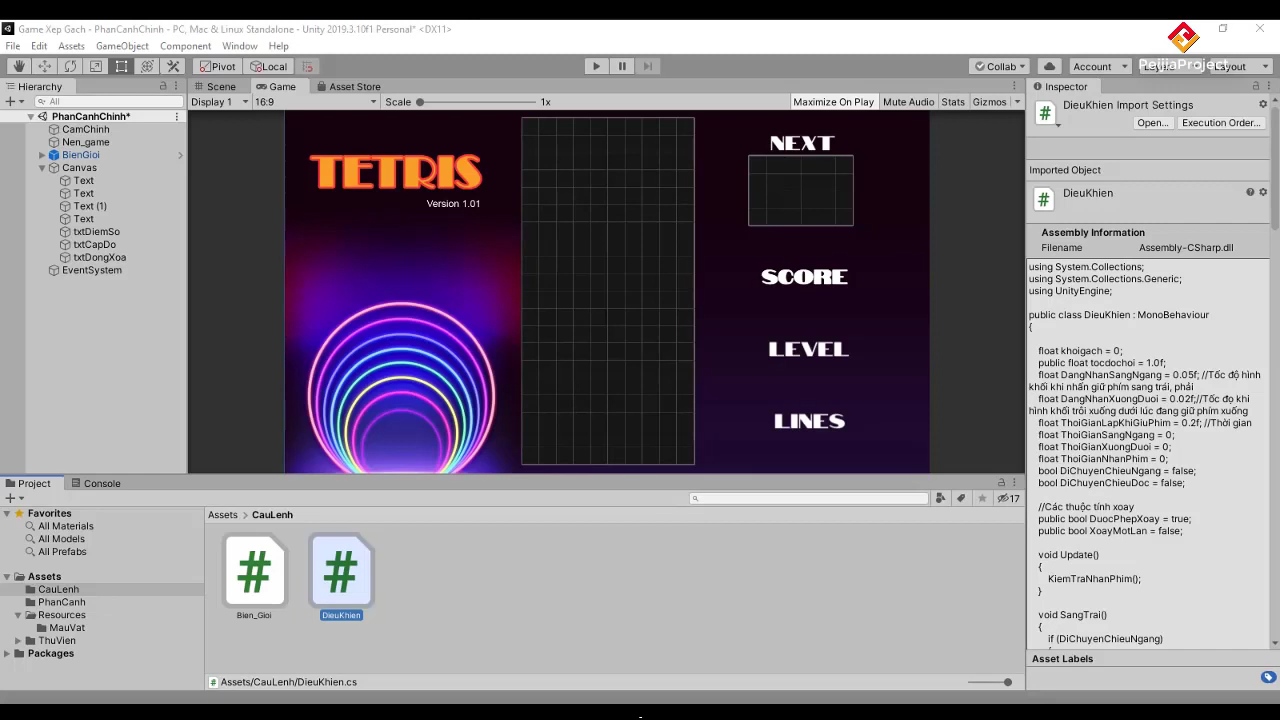 Game Xep Gach - PhanCanhChinh - PC, Mac & Linux Standalone - Unity 2019.3.10f1 Personal* <DX11>
File Edit Assets GameObject Component Window Help
Pivot Local Collab Account Layout
PeijiaProject
Hierarchy
All
PhanCanhChinh*
CamChinh
Nen_game
BienGioi
Canvas
Text
Text
Text (1)
Text
txtDiemSo
txtCapDo
txtDongXoa
EventSystem
Scene Game Asset Store
Display 1 16:9 Scale 1x Maximize On Play Mute Audio Stats Gizmos
TETRIS
Version 1.01
NEXT
SCORE
LEVEL
LINES
Inspector
DieuKhien Import Settings
Open... Execution Order...
Imported Object
DieuKhien
Assembly Information
Filename Assembly-CSharp.dll
using System.Collections;
using System.Collections.Generic;
using UnityEngine;
public class DieuKhien : MonoBehaviour
{
float khoigach = 0;
public float tocdochoi = 1.0f;
float DangNhanSangNgang = 0.05f; //Tốc độ hình
khối khi nhấn giữ phím sang trái, phải
float DangNhanXuongDuoi = 0.02f;//Tốc đọ khi
hình khối trỗi xuống dưới lúc đang giữ phím xuống
float ThoiGianLapKhiGiuPhim = 0.2f; //Thời gian
float ThoiGianSangNgang = 0;
float ThoiGianXuongDuoi = 0;
float ThoiGianNhanPhim = 0;
bool DiChuyenChieuNgang = false;
bool DiChuyenChieuDoc = false;
//Các thuộc tính xoay
public bool DuocPhepXoay = true;
public bool XoayMotLan = false;
void Update()
{
KiemTraNhanPhim();
}
void SangTrai()
{
if (DiChuyenChieuNgang)
Asset Labels
Project Console
17
Favorites
All Materials
All Models
All Prefabs
Assets
CauLenh
PhanCanh
Resources
MauVat
ThuVien
Packages
Assets > CauLenh
Bien_Gioi DieuKhien
Assets/CauLenh/DieuKhien.cs